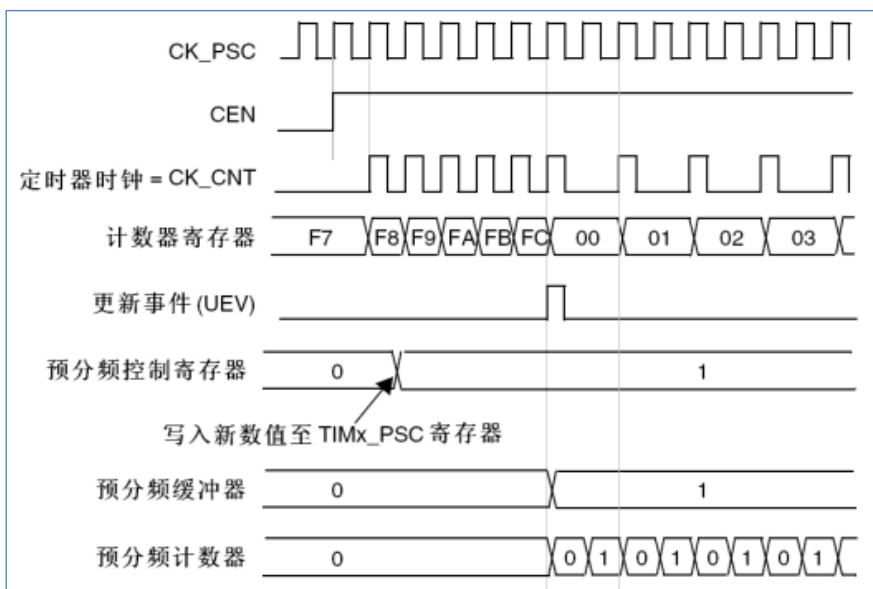 CK_PSC
CEN
定时器时钟 = CK_CNT
计数器寄存器 F7 F8 F9 FA FB FC 00 01 02 03
更新事件(UEV)
预分频控制寄存器 0 1
写入新数值至 TIMx_PSC 寄存器
预分频缓冲器 0 1
预分频计数器 0 0 1 0 1 0 1 0 1